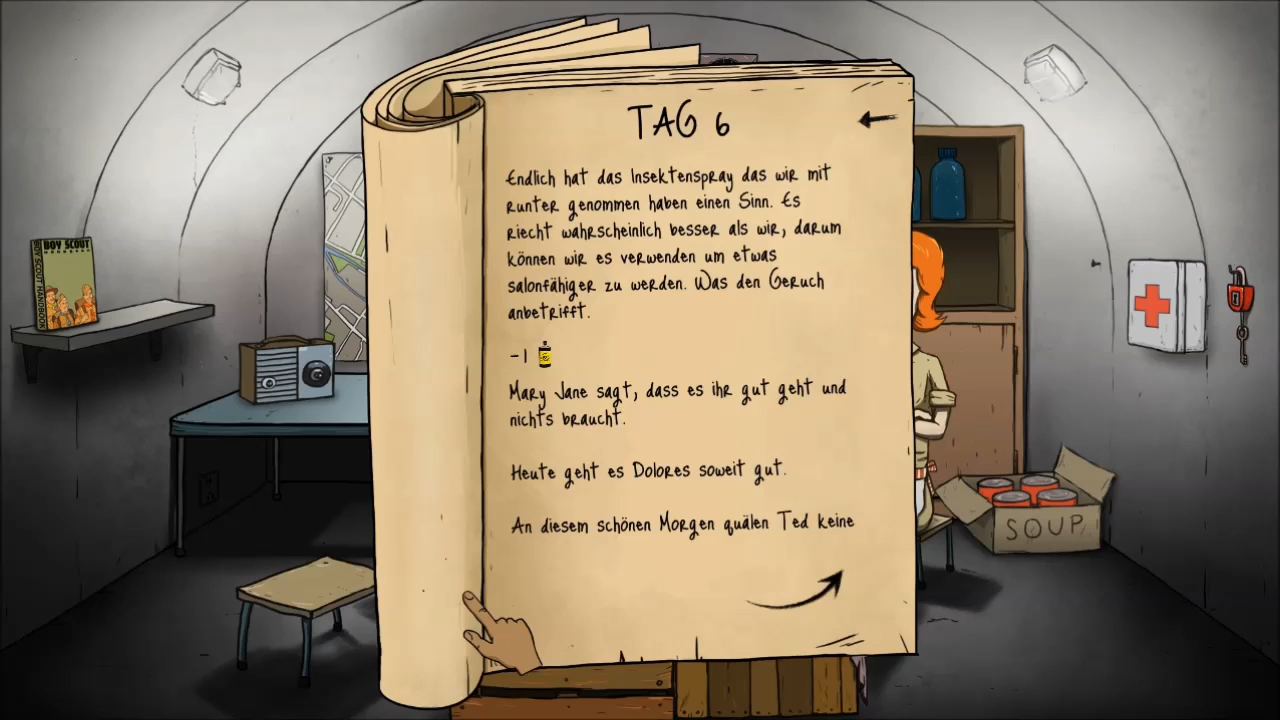 TAG 6
Endlich hat das Insektenspray das wir mit
runter genommen haben einen Sinn. Es
riecht wahrscheinlich besser als wir, darum
können wir es verwenden um etwas
salonfähiger zu werden. Was den Geruch
anbetrifft.
-1
Mary Jane sagt, dass es ihr gut geht und
nichts braucht.
Heute geht es Dolores soweit gut.
An diesem schönen Morgen quälen Ted keine
BOY SCOUT
BOY SCOUT HANDBOOK
SOUP